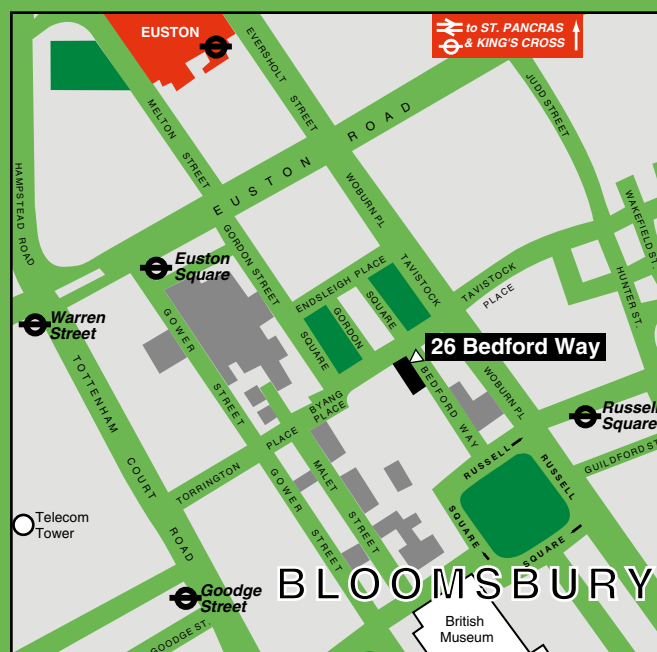 EUSTON
to ST. PANCRAS
& KING'S CROSS
EVERSHOLT
STREET
MELTON
STREET
JUDD STREET
EUSTON ROAD
HAMPSTEAD ROAD
WOBURN PL
WAKEFIELD ST.
GORDON STREET
Euston
Square
ENDSLEIGH PLACE
TAVISTOCK
SQUARE
TAVISTOCK
PLACE
HUNTER ST.
Warren
Street
GOWER
STREET
GORDON
SQUARE
26 Bedford Way
TOTTENHAM
COURT
ROAD
BYANG
PLACE
BEDFORD WAY
WOBURN PL
Russell
Square
TORRINGTON
PLACE
GUILDFORD ST
RUSSELL
SQUARE
RUSSELL
SQUARE
GOWER
STREET
MALET
STREET
Telecom
Tower
BLOOMSBURY
Goodge
Street
GOODGE ST.
British
Museum